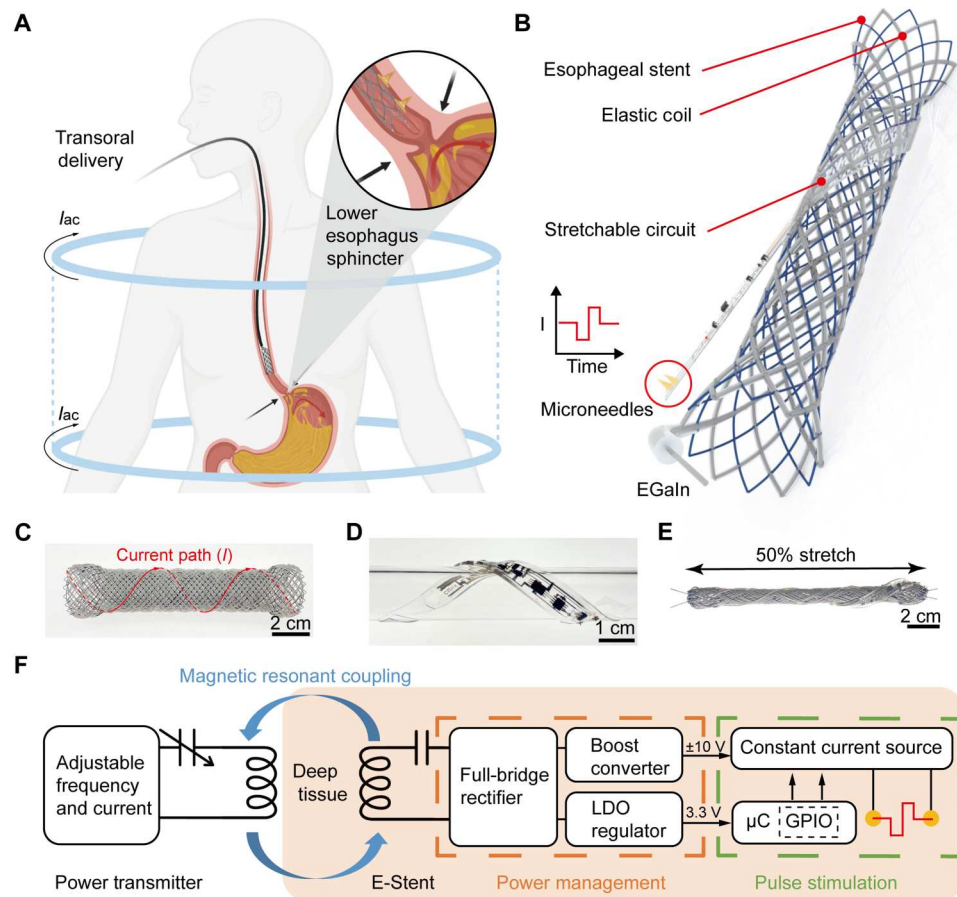 A
Transoral
delivery
Iac
Lower
esophagus
sphincter
Iac
B
Esophageal stent
Elastic coil
Stretchable circuit
I
Time
Microneedles
EGaIn
C
Current path (I)
2 cm
D
1 cm
E
50% stretch
2 cm
F
Magnetic resonant coupling
Adjustable
frequency
and current
Deep
tissue
Full-bridge
rectifier
Boost
converter
±10 V
Constant current source
LDO
regulator
3.3 V
µC
GPIO
Power transmitter
E-Stent
Power management
Pulse stimulation